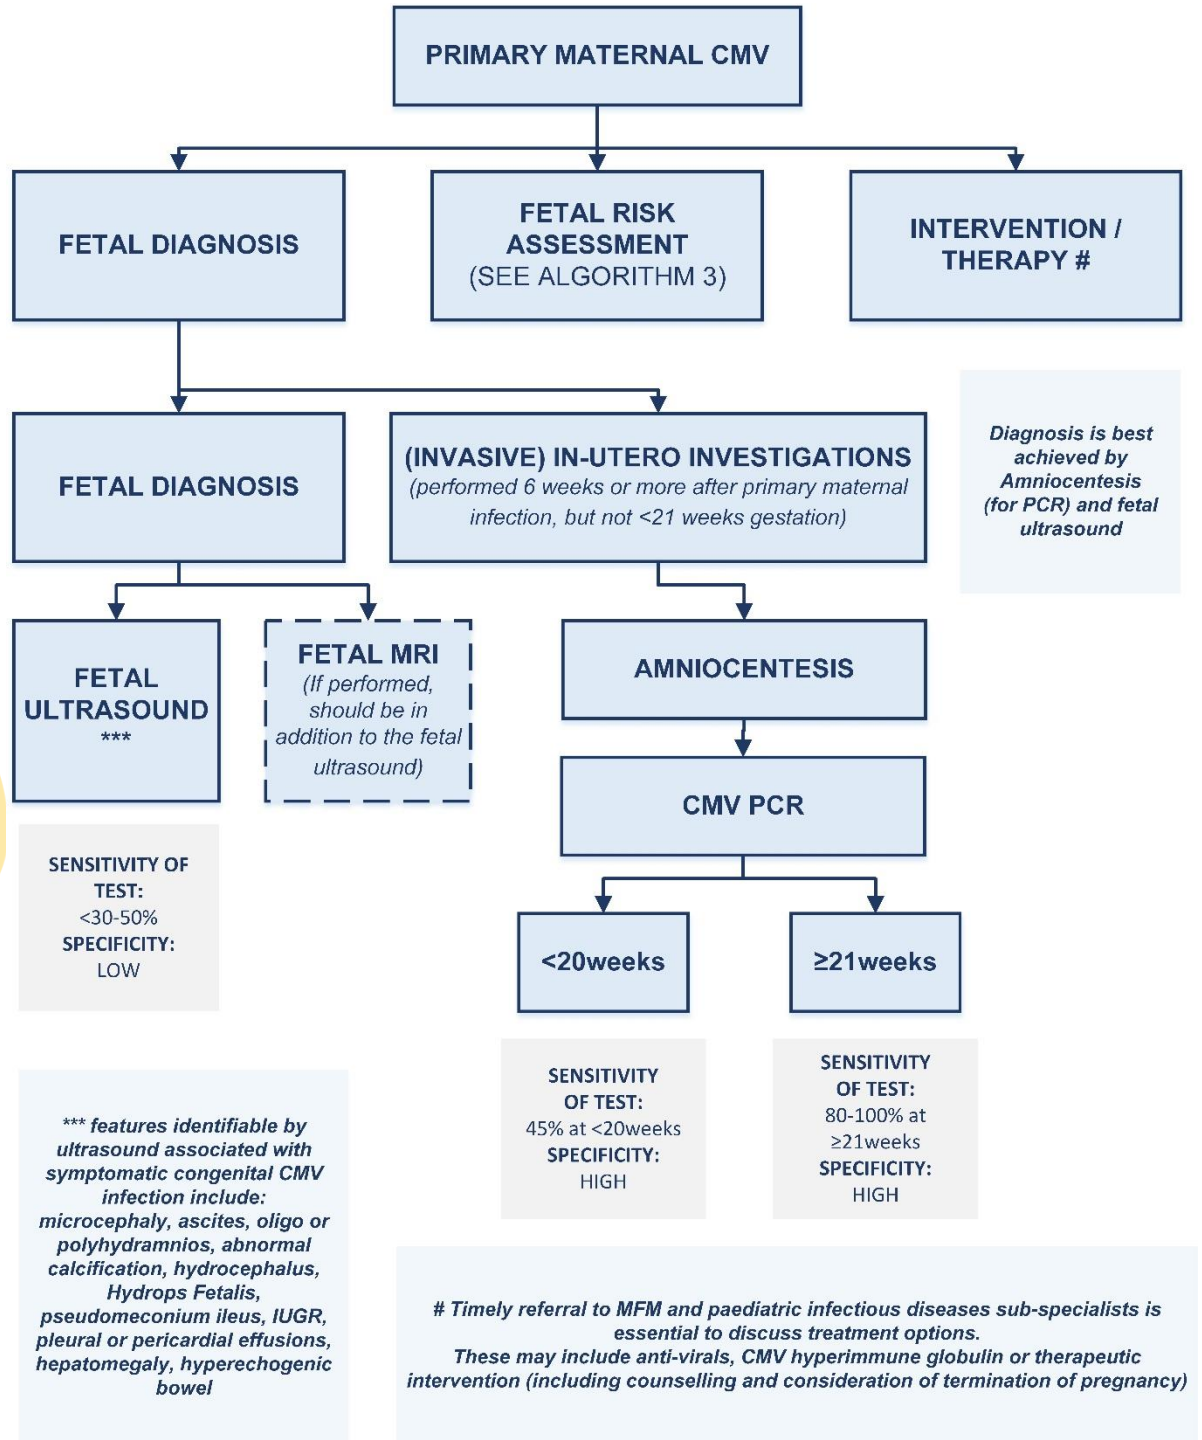 PRIMARY MATERNAL CMV
FETAL DIAGNOSIS
FETAL RISK
ASSESSMENT
(SEE ALGORITHM 3)
INTERVENTION /
THERAPY #
FETAL DIAGNOSIS
(INVASIVE) IN-UTERO INVESTIGATIONS
(performed 6 weeks or more after primary maternal
infection, but not <21 weeks gestation)
Diagnosis is best
achieved by
Amniocentesis
(for PCR) and fetal
ultrasound
FETAL
ULTRASOUND
***
FETAL MRI
(If performed,
should be in
addition to the fetal
ultrasound)
AMNIOCENTESIS
CMV PCR
SENSITIVITY OF
TEST:
<30-50%
SPECIFICITY:
LOW
<20weeks
≥21weeks
SENSITIVITY
OF TEST:
45% at <20weeks
SPECIFICITY:
HIGH
SENSITIVITY
OF TEST:
80-100% at
≥21weeks
SPECIFICITY:
HIGH
*** features identifiable by
ultrasound associated with
symptomatic congenital CMV
infection include:
microcephaly, ascites, oligo or
polyhydramnios, abnormal
calcification, hydrocephalus,
Hydrops Fetalis,
pseudomeconium ileus, IUGR,
pleural or pericardial effusions,
hepatomegaly, hyperechogenic
bowel
# Timely referral to MFM and paediatric infectious diseases sub-specialists is
essential to discuss treatment options.
These may include anti-virals, CMV hyperimmune globulin or therapeutic
intervention (including counselling and consideration of termination of pregnancy)